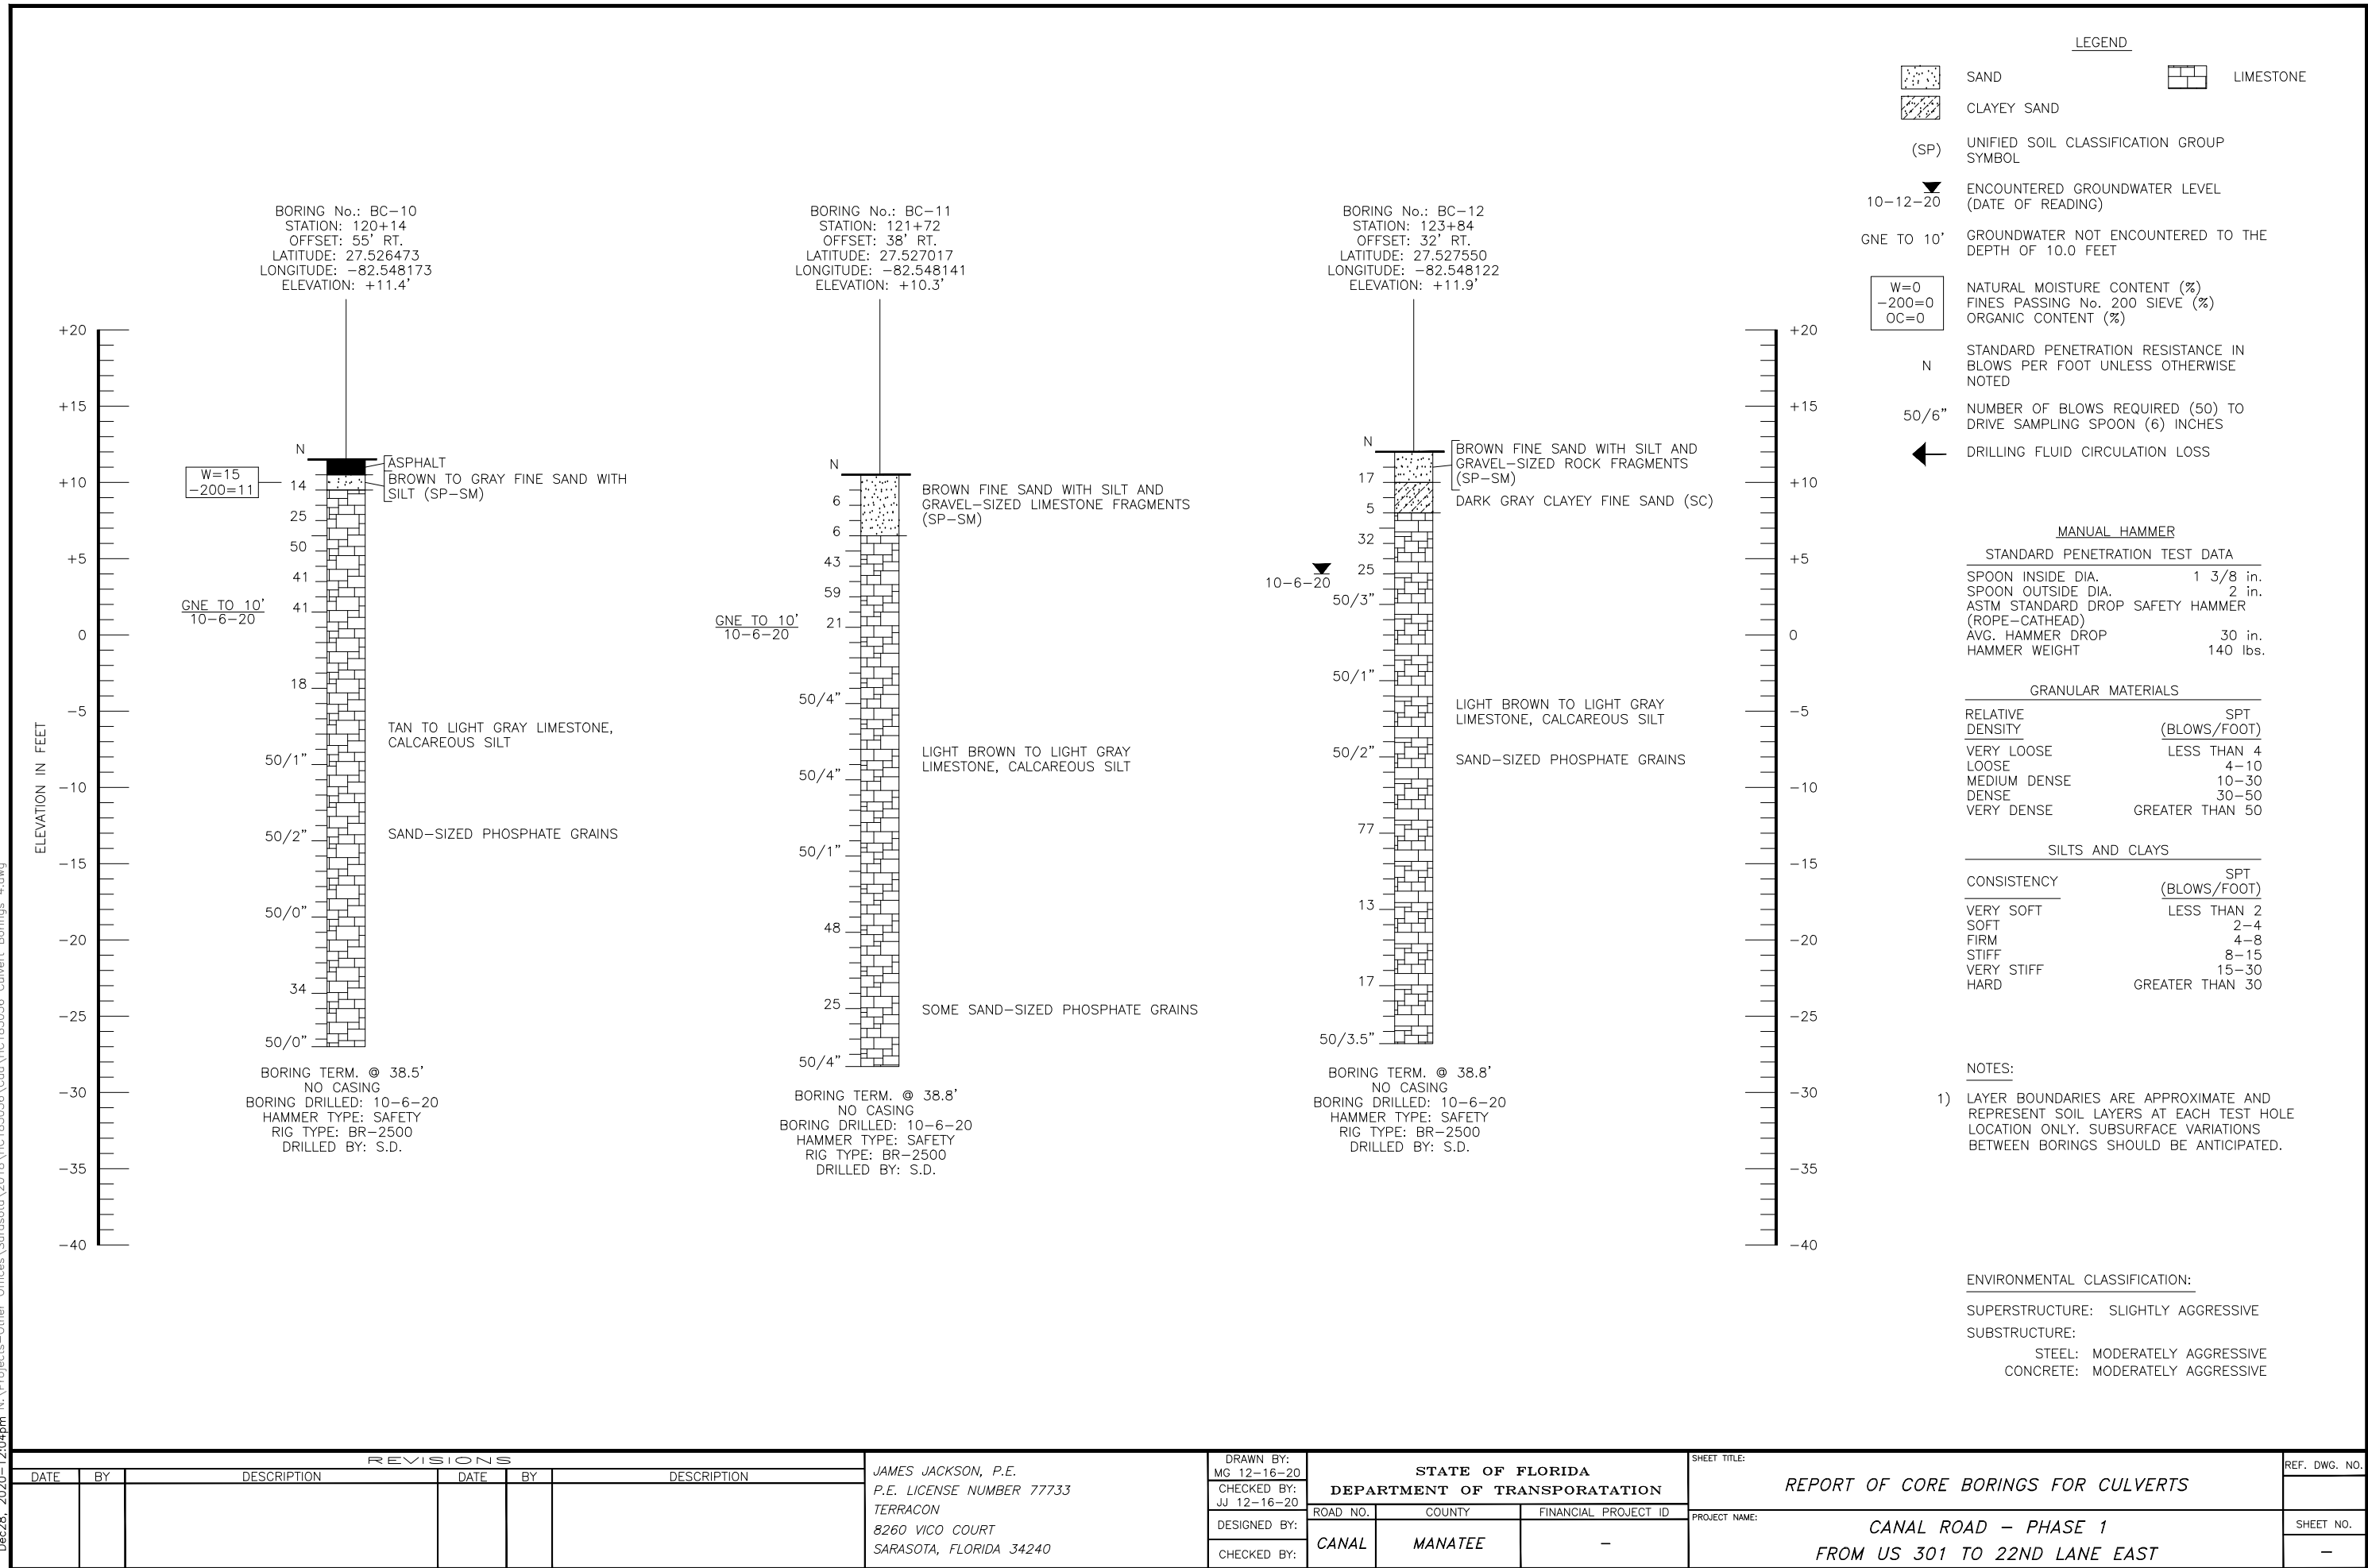 LEGEND
SAND
LIMESTONE
CLAYEY SAND
(SP)
UNIFIED SOIL CLASSIFICATION GROUP
SYMBOL
10-12-20
ENCOUNTERED GROUNDWATER LEVEL
(DATE OF READING)
GNE TO 10'
GROUNDWATER NOT ENCOUNTERED TO THE
DEPTH OF 10.0 FEET
W=0
-200=0
OC=0
NATURAL MOISTURE CONTENT (%)
FINES PASSING No. 200 SIEVE (%)
ORGANIC CONTENT (%)
N
STANDARD PENETRATION RESISTANCE IN
BLOWS PER FOOT UNLESS OTHERWISE
NOTED
50/6"
NUMBER OF BLOWS REQUIRED (50) TO
DRIVE SAMPLING SPOON (6) INCHES
DRILLING FLUID CIRCULATION LOSS
MANUAL HAMMER
STANDARD PENETRATION TEST DATA
SPOON INSIDE DIA. 1 3/8 in.
SPOON OUTSIDE DIA. 2 in.
ASTM STANDARD DROP SAFETY HAMMER
(ROPE-CATHEAD)
AVG. HAMMER DROP 30 in.
HAMMER WEIGHT 140 lbs.
GRANULAR MATERIALS
RELATIVE
DENSITY
SPT
(BLOWS/FOOT)
VERY LOOSE LESS THAN 4
LOOSE 4-10
MEDIUM DENSE 10-30
DENSE 30-50
VERY DENSE GREATER THAN 50
SILTS AND CLAYS
CONSISTENCY
SPT
(BLOWS/FOOT)
VERY SOFT LESS THAN 2
SOFT 2-4
FIRM 4-8
STIFF 8-15
VERY STIFF 15-30
HARD GREATER THAN 30
NOTES:
1) LAYER BOUNDARIES ARE APPROXIMATE AND
REPRESENT SOIL LAYERS AT EACH TEST HOLE
LOCATION ONLY. SUBSURFACE VARIATIONS
BETWEEN BORINGS SHOULD BE ANTICIPATED.
ENVIRONMENTAL CLASSIFICATION:
SUPERSTRUCTURE: SLIGHTLY AGGRESSIVE
SUBSTRUCTURE:
STEEL: MODERATELY AGGRESSIVE
CONCRETE: MODERATELY AGGRESSIVE
ELEVATION IN FEET
+20
+15
+10
+5
0
-5
-10
-15
-20
-25
-30
-35
-40
BORING No.: BC-10
STATION: 120+14
OFFSET: 55' RT.
LATITUDE: 27.526473
LONGITUDE: -82.548173
ELEVATION: +11.4'
N
ASPHALT
BROWN TO GRAY FINE SAND WITH
SILT (SP-SM)
W=15
-200=11
14
25
50
41
41
GNE TO 10'
10-6-20
18
TAN TO LIGHT GRAY LIMESTONE,
CALCAREOUS SILT
50/1"
50/2"
SAND-SIZED PHOSPHATE GRAINS
50/0"
34
50/0"
BORING TERM. @ 38.5'
NO CASING
BORING DRILLED: 10-6-20
HAMMER TYPE: SAFETY
RIG TYPE: BR-2500
DRILLED BY: S.D.
BORING No.: BC-11
STATION: 121+72
OFFSET: 38' RT.
LATITUDE: 27.527017
LONGITUDE: -82.548141
ELEVATION: +10.3'
N
BROWN FINE SAND WITH SILT AND
GRAVEL-SIZED LIMESTONE FRAGMENTS
(SP-SM)
6
6
43
59
21
GNE TO 10'
10-6-20
50/4"
LIGHT BROWN TO LIGHT GRAY
LIMESTONE, CALCAREOUS SILT
50/4"
50/1"
48
25
SOME SAND-SIZED PHOSPHATE GRAINS
50/4"
BORING TERM. @ 38.8'
NO CASING
BORING DRILLED: 10-6-20
HAMMER TYPE: SAFETY
RIG TYPE: BR-2500
DRILLED BY: S.D.
BORING No.: BC-12
STATION: 123+84
OFFSET: 32' RT.
LATITUDE: 27.527550
LONGITUDE: -82.548122
ELEVATION: +11.9'
N
BROWN FINE SAND WITH SILT AND
GRAVEL-SIZED ROCK FRAGMENTS
(SP-SM)
17
DARK GRAY CLAYEY FINE SAND (SC)
5
32
25
10-6-20
50/3"
50/1"
LIGHT BROWN TO LIGHT GRAY
LIMESTONE, CALCAREOUS SILT
50/2"
SAND-SIZED PHOSPHATE GRAINS
77
13
17
50/3.5"
BORING TERM. @ 38.8'
NO CASING
BORING DRILLED: 10-6-20
HAMMER TYPE: SAFETY
RIG TYPE: BR-2500
DRILLED BY: S.D.
+20
+15
+10
+5
0
-5
-10
-15
-20
-25
-30
-35
-40
REVISIONS
DATE BY DESCRIPTION DATE BY DESCRIPTION
JAMES JACKSON, P.E.
P.E. LICENSE NUMBER 77733
TERRACON
8260 VICO COURT
SARASOTA, FLORIDA 34240
DRAWN BY:
MG 12-16-20
CHECKED BY:
JJ 12-16-20
DESIGNED BY:
CHECKED BY:
STATE OF FLORIDA
DEPARTMENT OF TRANSPORATATION
ROAD NO. COUNTY FINANCIAL PROJECT ID
CANAL MANATEE -
SHEET TITLE:
REPORT OF CORE BORINGS FOR CULVERTS
PROJECT NAME:
CANAL ROAD - PHASE 1
FROM US 301 TO 22ND LANE EAST
REF. DWG. NO.
SHEET NO.
-